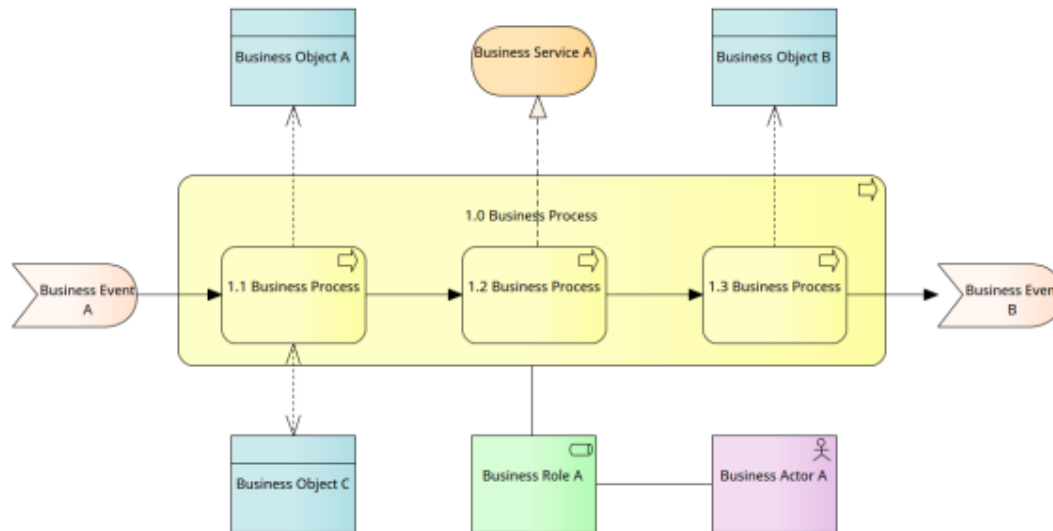 Business Object A
Business Service A
Business Object B
1.0 Business Process
1.1 Business Process
1.2 Business Process
1.3 Business Process
Business Event
A
Business Event
B
Business Object C
Business Role A
Business Actor A